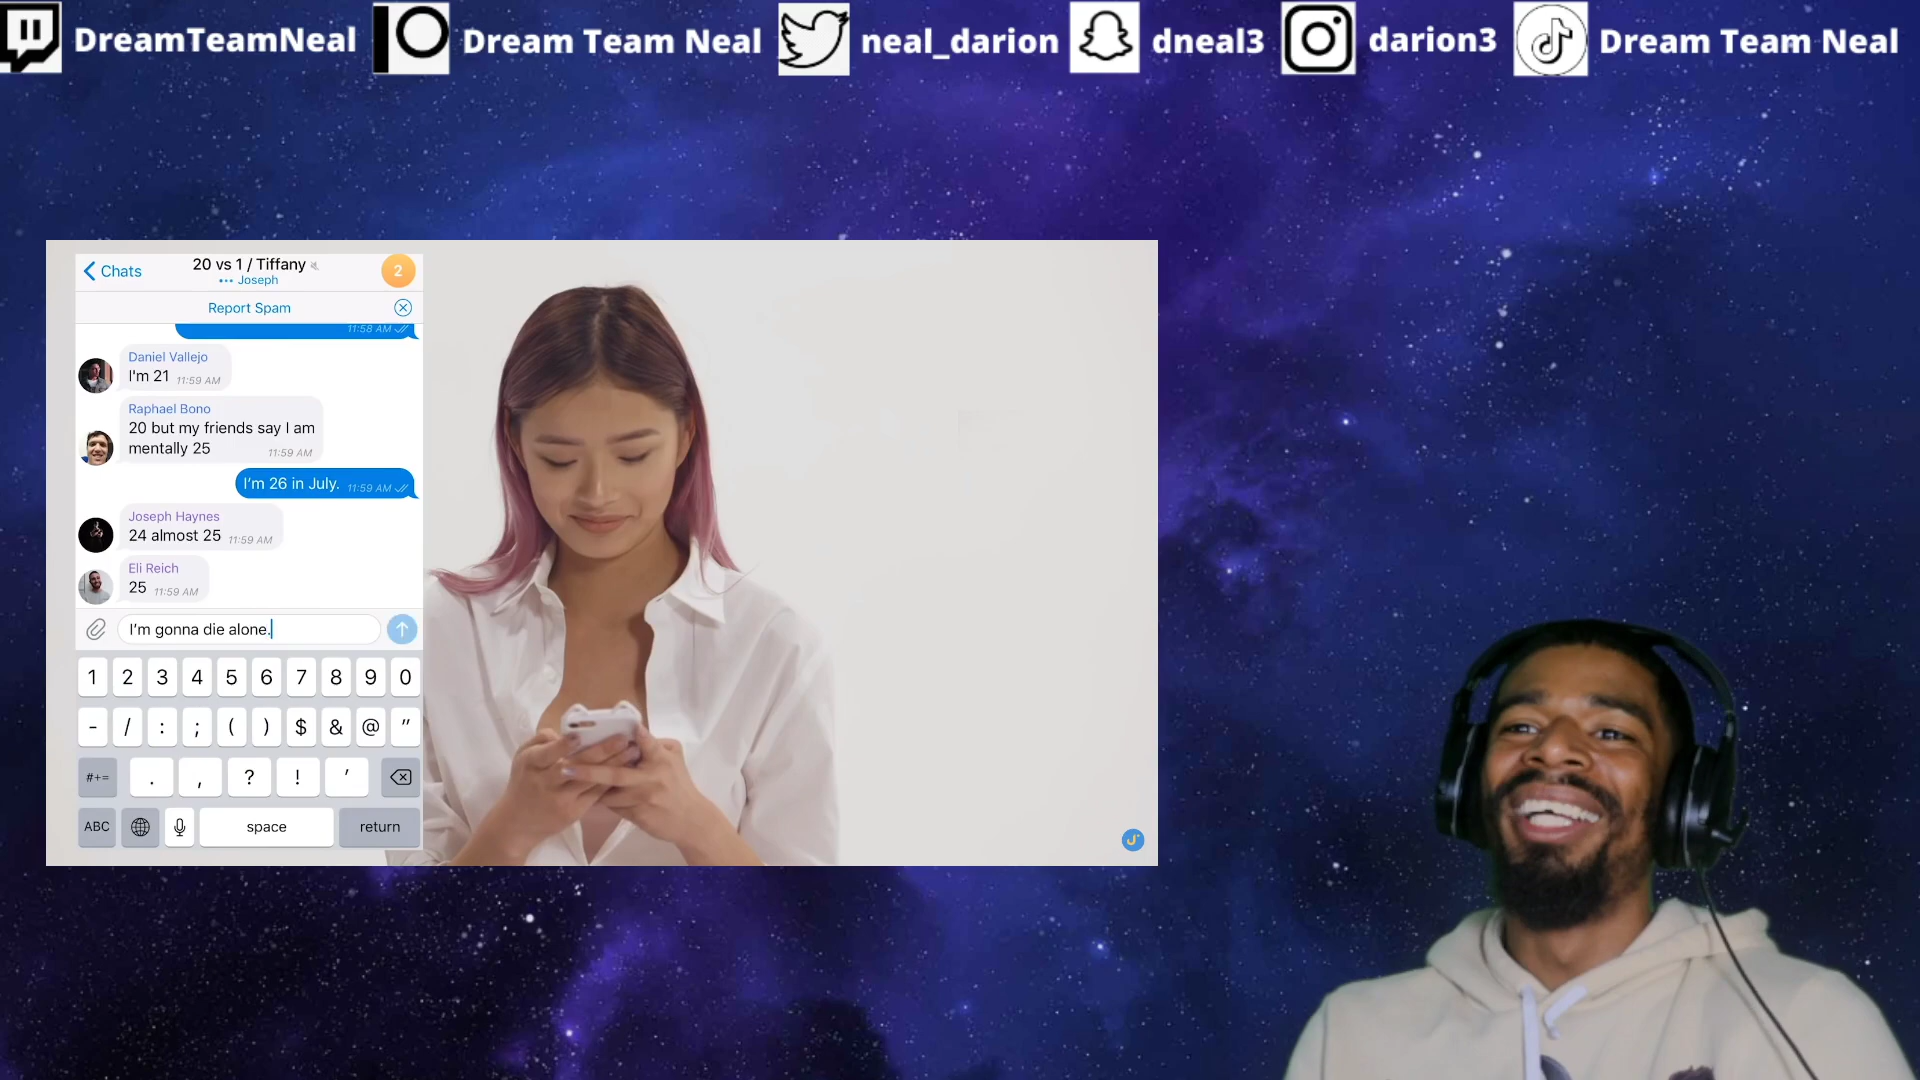 DreamTeamNeal
Dream Team Neal
neal_darion
dneal3
darion3
Dream Team Neal
Chats
20 vs 1 / Tiffany
2
Joseph
Report Spam
11:58 AM
Daniel Vallejo
I'm 21 11:59 AM
Raphael Bono
20 but my friends say I am
mentally 25 11:59 AM
I'm 26 in July. 11:59 AM
Joseph Haynes
24 almost 25 11:59 AM
Eli Reich
25 11:59 AM
I'm gonna die alone.
1 2 3 4 5 6 7 8 9 0
- / : ; ( ) $ & @ "
#+= . , ? ! '
ABC space return